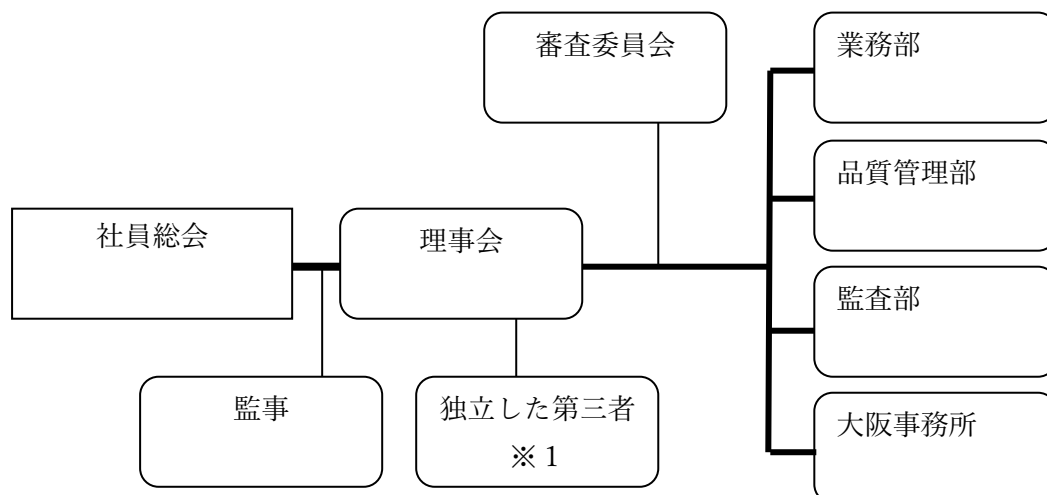 審査委員会
業務部
品質管理部
社員総会
理事会
監査部
監事
独立した第三者
※1
大阪事務所